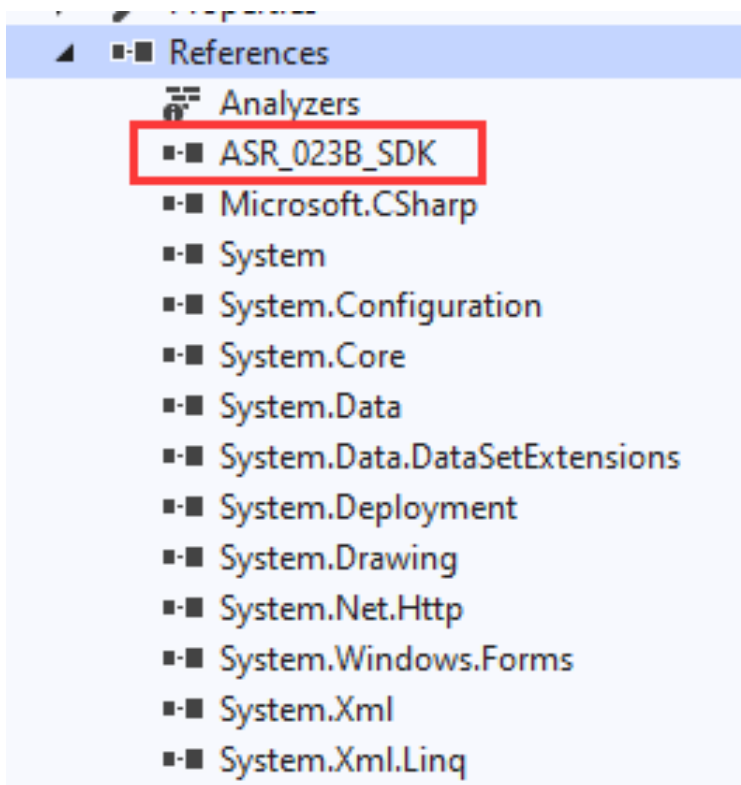 Properties
References
Analyzers
ASR_023B_SDK
Microsoft.CSharp
System
System.Configuration
System.Core
System.Data
System.Data.DataSetExtensions
System.Deployment
System.Drawing
System.Net.Http
System.Windows.Forms
System.Xml
System.Xml.Linq